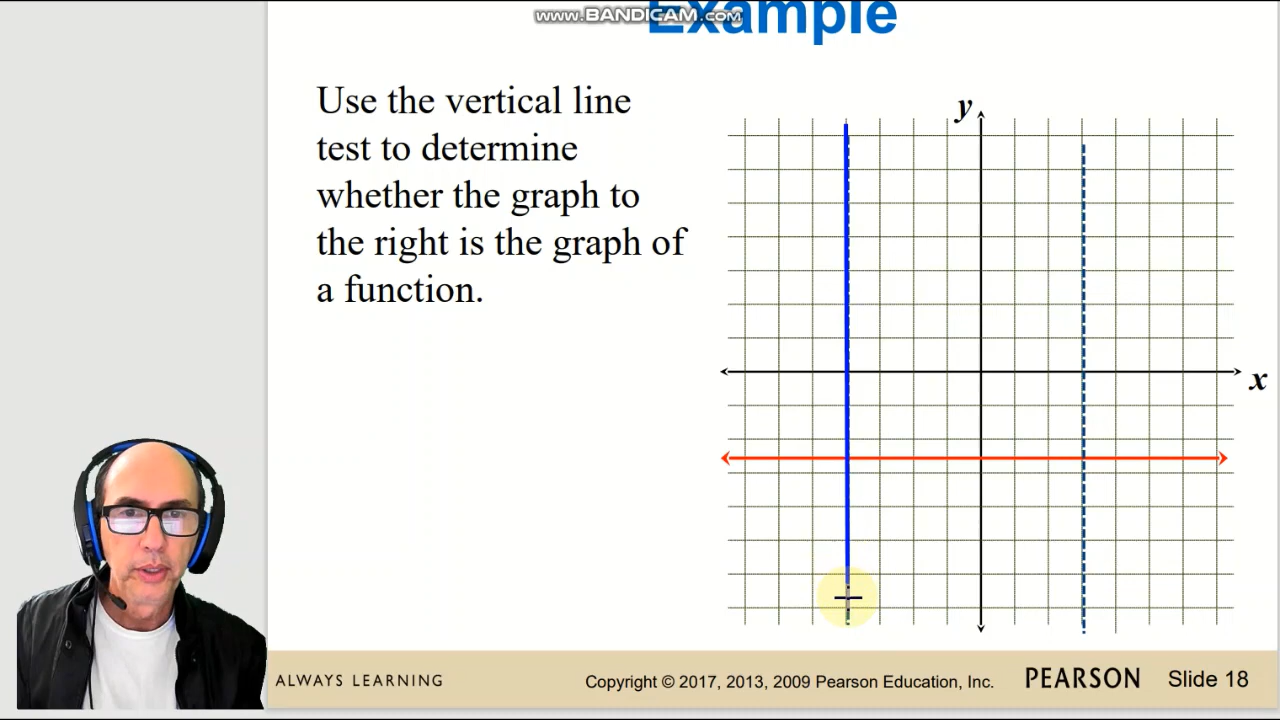 www.BANDICAM.com
Example
Use the vertical line
test to determine
whether the graph to
the right is the graph of
a function.
y
x
ALWAYS LEARNING
Copyright © 2017, 2013, 2009 Pearson Education, Inc.
PEARSON
Slide 18